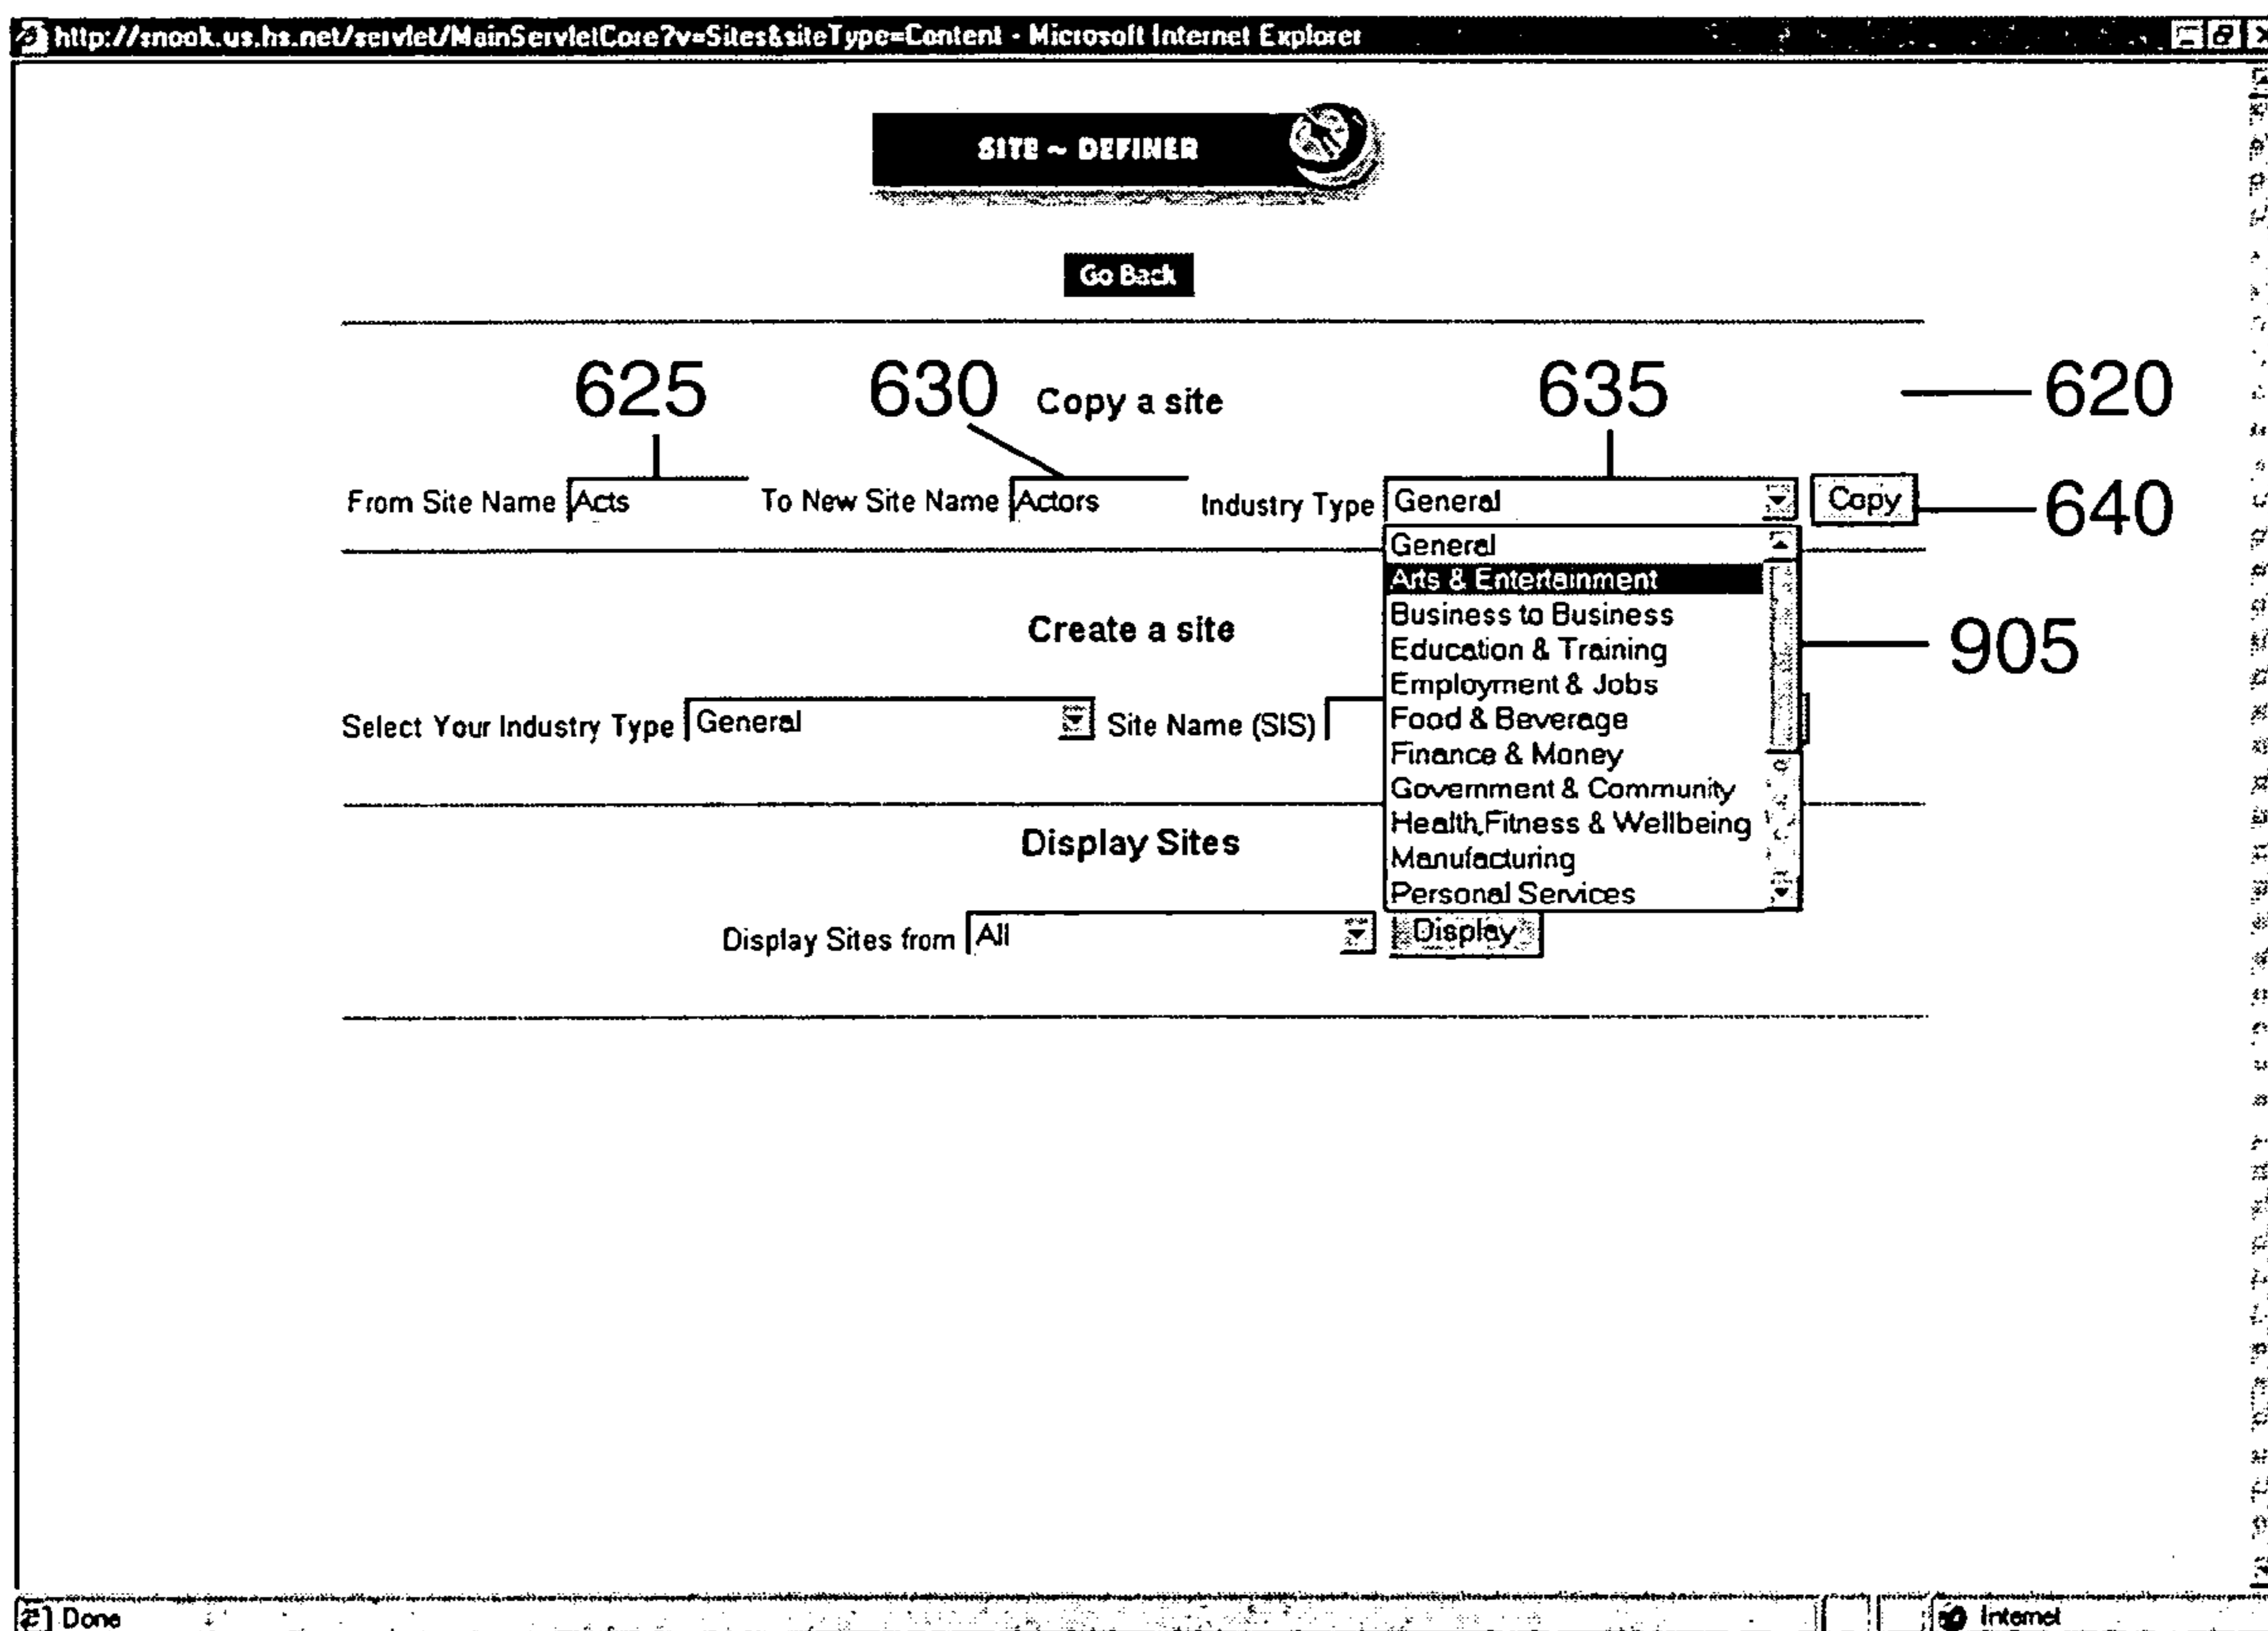 http://snook.us.hs.net/servlet/MainServletCore?v=Sites&siteType=Content - Microsoft Internet Explorer
SITE ~ DEFINER
Go Back
625 630 Copy a site 635 620
From Site Name Acts To New Site Name Actors Industry Type General Copy 640
General
Arts & Entertainment
Business to Business
Education & Training
Employment & Jobs
Food & Beverage
Finance & Money
Government & Community
Health,Fitness & Wellbeing
Manufacturing
Personal Services
905
Create a site
Select Your Industry Type General Site Name (SIS)
Display Sites
Display Sites from All Display
Done Internet